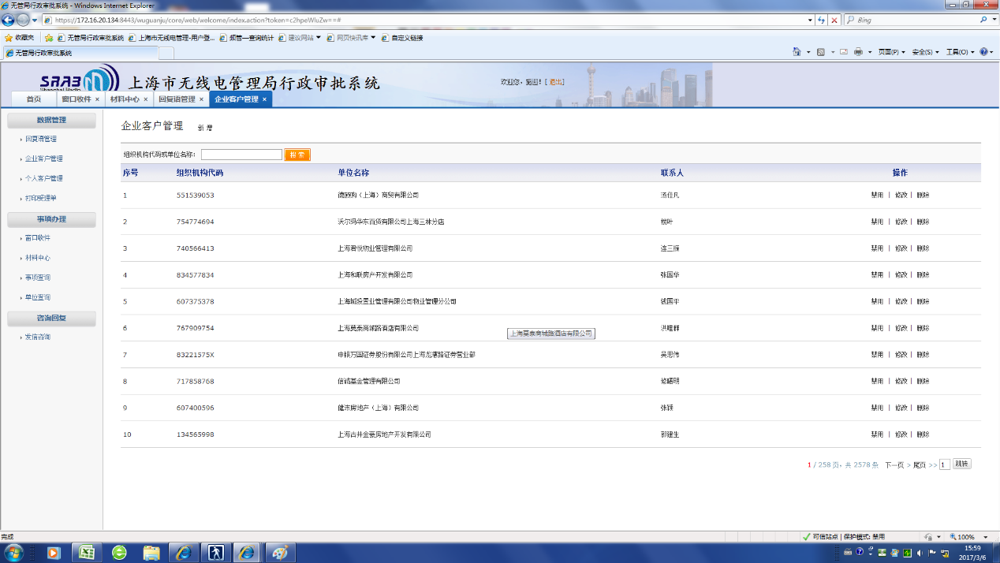 无管局行政审批系统 - Windows Internet Explorer
https://172.16.20.134:8443/wuguanju/core/web/welcome/index.action?token=c2hpeWluZw==#
Bing
收藏夹 无管局行政审批系统 上海市无线电管理-用户登... 频管—查询统计 建议网站 网页快讯库 自定义链接
无管局行政审批系统
页面(P) 安全(S) 工具(O)
SRAB
Shanghai Radio
上海市无线电管理局行政审批系统
欢迎您, 施迎! [ 退出]
首页 窗口收件 × 材料中心 × 回复语管理 × 企业客户管理 ×
数据管理
回复语管理
企业客户管理
个人客户管理
打印受理单
事项办理
窗口收件
材料中心
事项查询
单位查询
咨询回复
发信咨询
企业客户管理 新 增
组织机构代码或单位名称: 搜 索
序号 组织机构代码 单位名称 联系人 操作
1 551539053 德颐购(上海)商贸有限公司 汤佳凡 禁用 | 修改 | 删除
2 754774694 沃尔玛华东百货有限公司上海三林分店 杨叶 禁用 | 修改 | 删除
3 740566413 上海君悦物业管理有限公司 连三振 禁用 | 修改 | 删除
4 834577834 上海和联房产开发有限公司 张国华 禁用 | 修改 | 删除
5 607375378 上海城投置业管理有限公司物业管理分公司 钱国平 禁用 | 修改 | 删除
6 767909754 上海莫泰商城路酒店有限公司 洪唯群 禁用 | 修改 | 删除
上海莫泰商城路酒店有限公司
7 83221575X 申银万国证券股份有限公司上海龙漕路证券营业部 吴思伟 禁用 | 修改 | 删除
8 717858768 信诚基金管理有限公司 修曙明 禁用 | 修改 | 删除
9 607400596 健沛房地产(上海)有限公司 张颖 禁用 | 修改 | 删除
10 134565998 上海古井金豪房地产开发有限公司 郭建生 禁用 | 修改 | 删除
1 / 258 页, 共 2578 条 下一页 > 尾页 >> 1 跳转
完成
可信站点 | 保护模式: 禁用
100%
15:59
2017/3/6